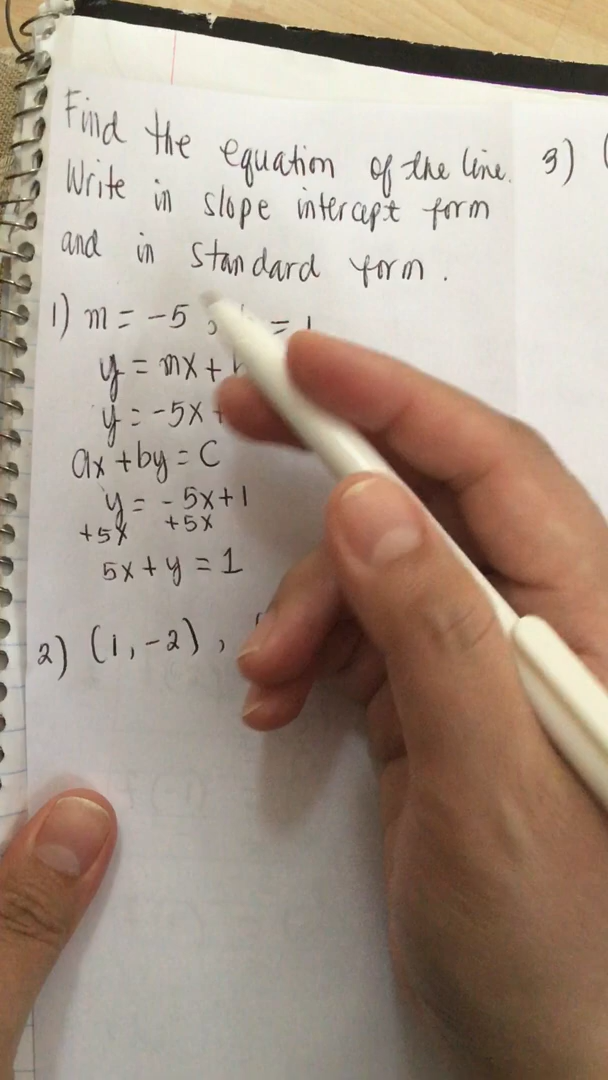 Find the equation of the line.
Write in slope intercept form
and in standard form.
1) m = -5 , = 1
y = mx +
y = -5x +
ax + by = C
y = -5x + 1
+5x +5x
5x + y = 1
2) (1, -2) , (
3) (